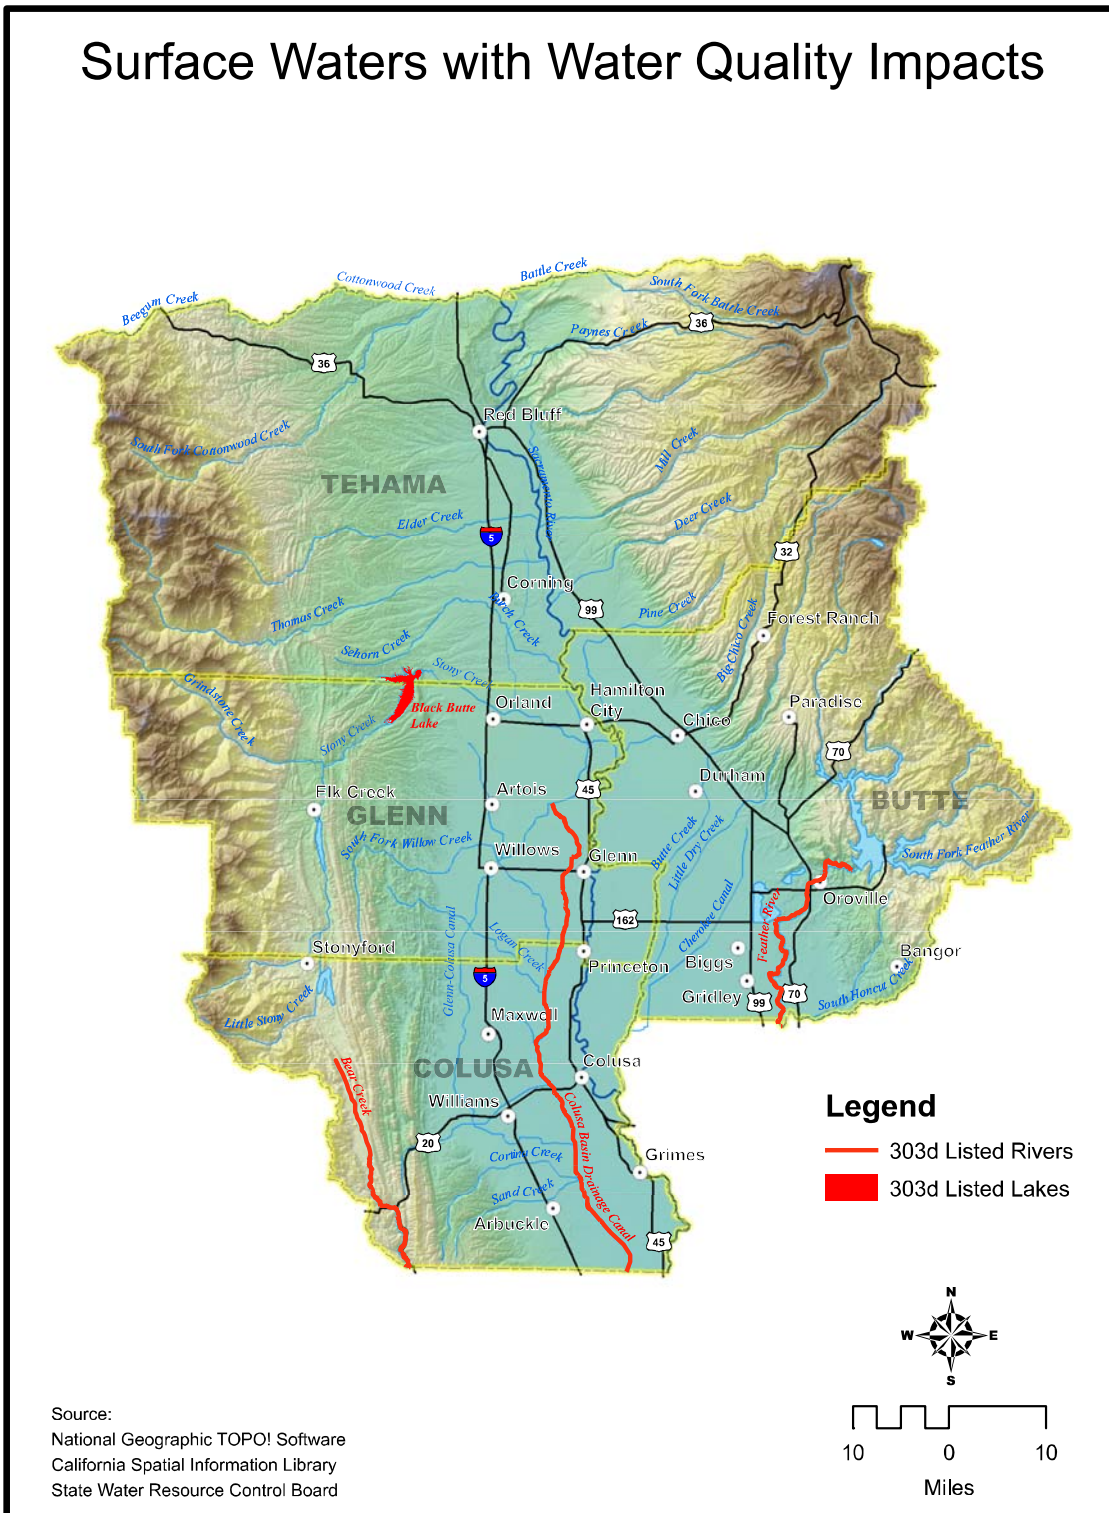 Surface Waters with Water Quality Impacts
Battle Creek
Cottonwood Creek
South Fork Battle Creek
Beegum Creek
Paynes Creek
36
36
Red Bluff
South Fork Cottonwood Creek
Mill Creek
Sacramento River
TEHAMA
Deer Creek
Elder Creek
5
32
Corning
Birch Creek
99
Pine Creek
Big Chico Creek
Thomas Creek
Forest Ranch
Sehorn Creek
Stony Creek
Grindstone Creek
Black Butte
Lake
Hamilton
City
Orland
Paradise
Chico
Stony Creek
70
Durham
Elk Creek
Artois
45
BUTTE
GLENN
South Fork Willow Creek
Butte Creek
Little Dry Creek
South Fork Feather River
Willows
Glenn
Oroville
Cherokee Canal
Feather River
162
Glenn-Colusa Canal
Logan Creek
Stonyford
Princeton
Biggs
Bangor
5
Gridley
99
70
South Honcut Creek
Little Stony Creek
Maxwell
COLUSA
Colusa
Bear Creek
Williams
Colusa Basin Drainage Canal
20
Cortina Creek
Grimes
Sand Creek
Arbuckle
45
Legend
303d Listed Rivers
303d Listed Lakes
N
W E
S
10 0 10
Miles
Source:
National Geographic TOPO! Software
California Spatial Information Library
State Water Resource Control Board